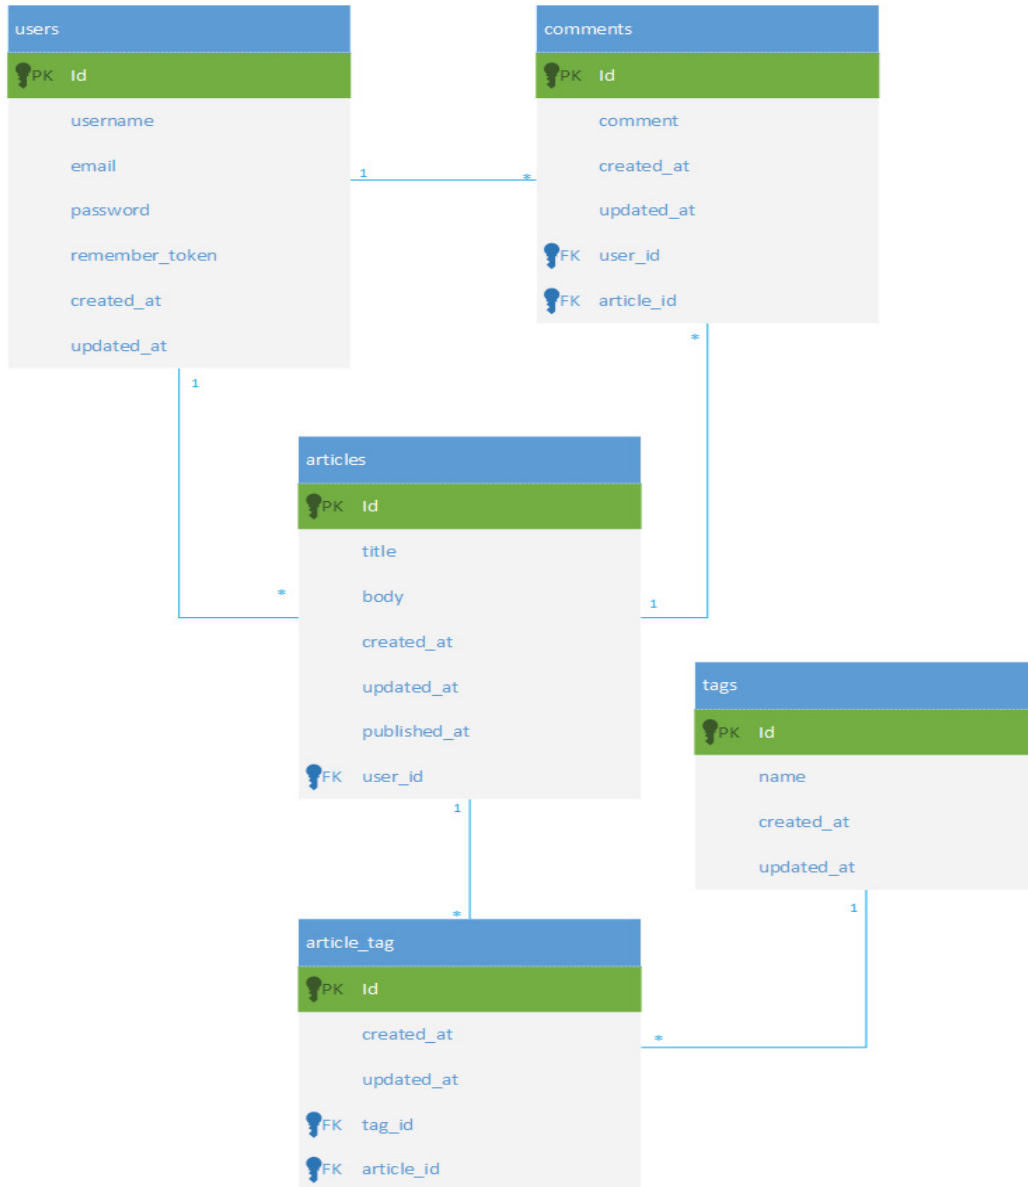 users
PK Id
username
email
password
remember_token
created_at
updated_at
comments
PK Id
comment
created_at
updated_at
FK user_id
FK article_id
1
*
1
*
*
1
articles
PK Id
title
body
created_at
updated_at
published_at
FK user_id
tags
PK Id
name
created_at
updated_at
1
*
1
*
article_tag
PK Id
created_at
updated_at
FK tag_id
FK article_id